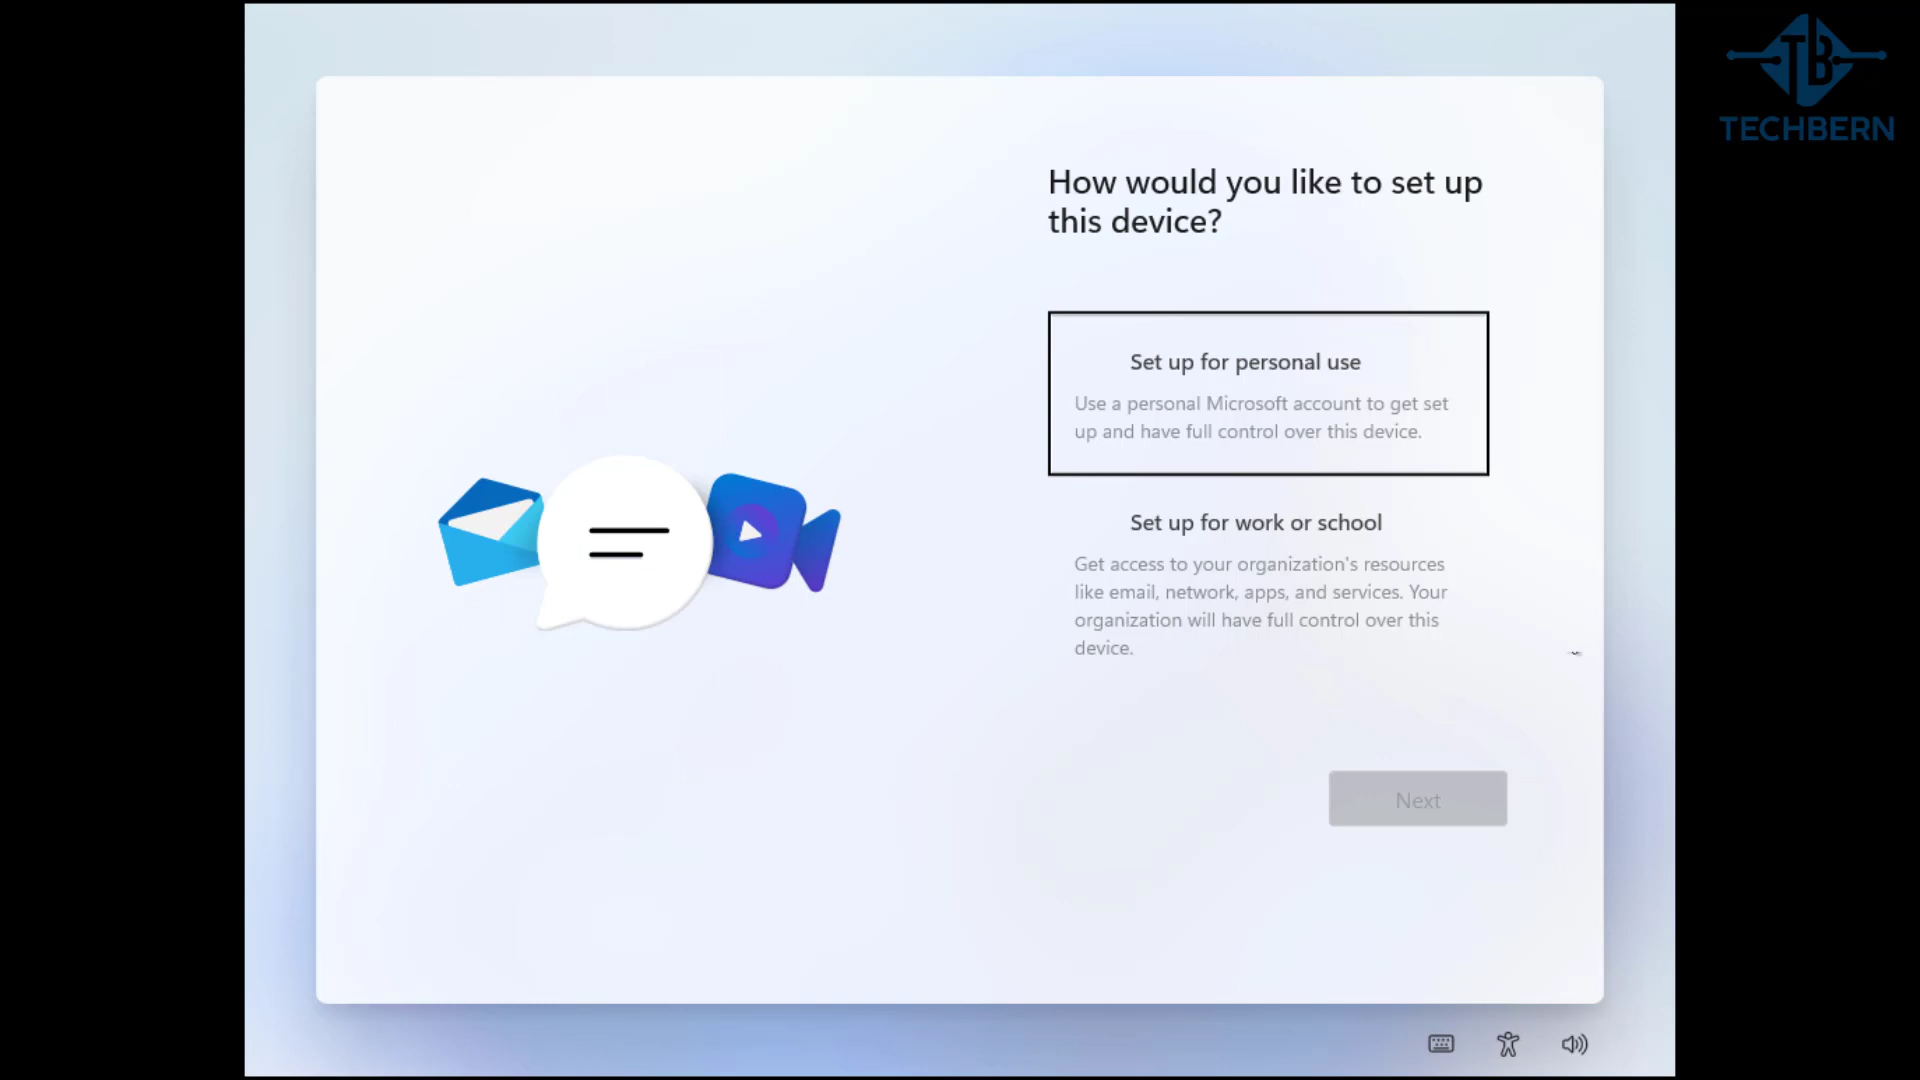 TB
TECHBERN
How would you like to set up
this device?
Set up for personal use
Use a personal Microsoft account to get set
up and have full control over this device.
Set up for work or school
Get access to your organization's resources
like email, network, apps, and services. Your
organization will have full control over this
device.
Next